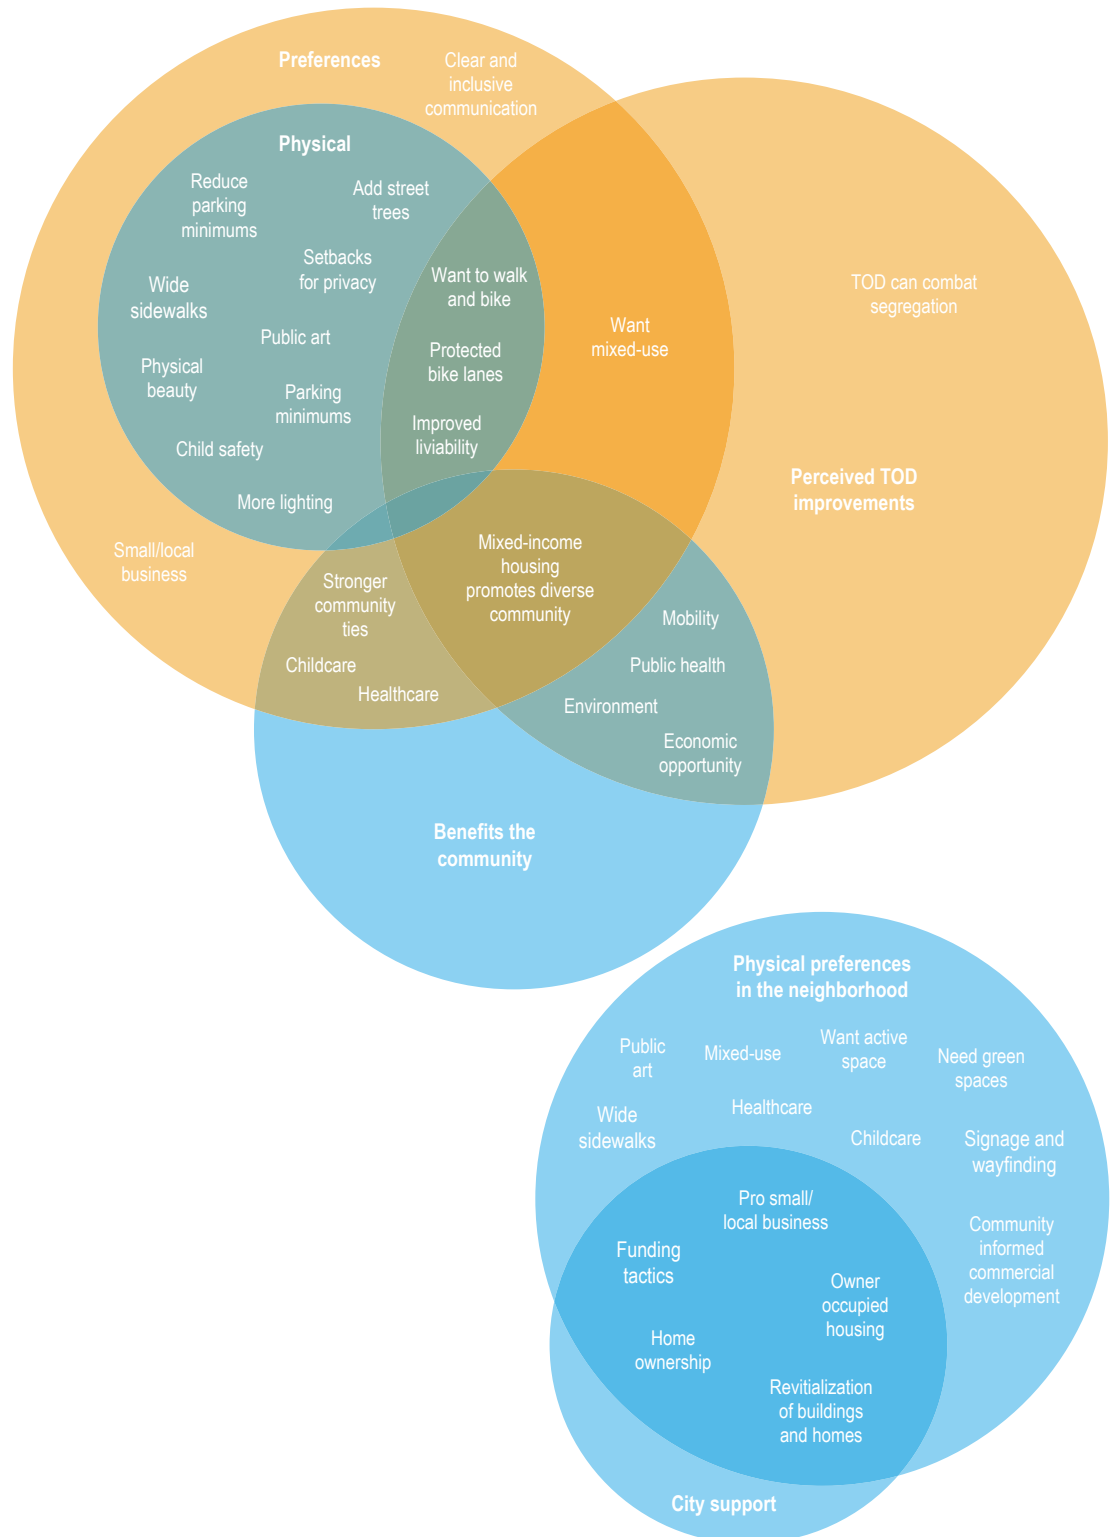 Preferences
Clear and
inclusive
communication
Physical
Reduce
parking
minimums
Add street
trees
Setbacks
for privacy
Wide
sidewalks
Public art
Physical
beauty
Parking
minimums
Child safety
More lighting
Want to walk
and bike
Protected
bike lanes
Improved
liviability
Want
mixed-use
TOD can combat
segregation
Perceived TOD
improvements
Small/local
business
Stronger
community
ties
Childcare
Healthcare
Mixed-income
housing
promotes diverse
community
Mobility
Public health
Environment
Economic
opportunity
Benefits the
community
Physical preferences
in the neighborhood
Public
art
Mixed-use
Want active
space
Need green
spaces
Wide
sidewalks
Healthcare
Childcare
Signage and
wayfinding
Pro small/
local business
Community
informed
commercial
development
Funding
tactics
Owner
occupied
housing
Home
ownership
Revitialization
of buildings
and homes
City support